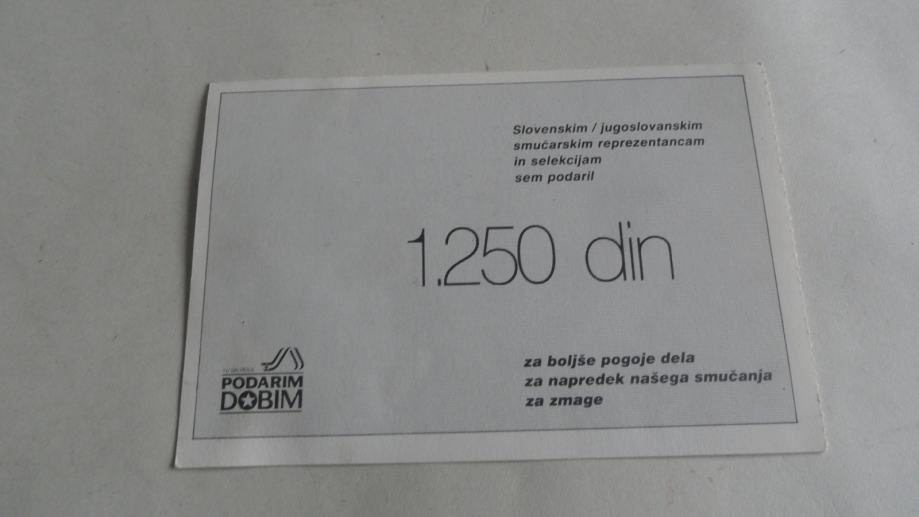 Slovenskim / jugoslovanskim
smučarskim reprezentancam
in selekcijam
sem podaril
1.250 din
PODARIM
DOBIM
za boljše pogoje dela
za napredek našega smučanja
za zmage